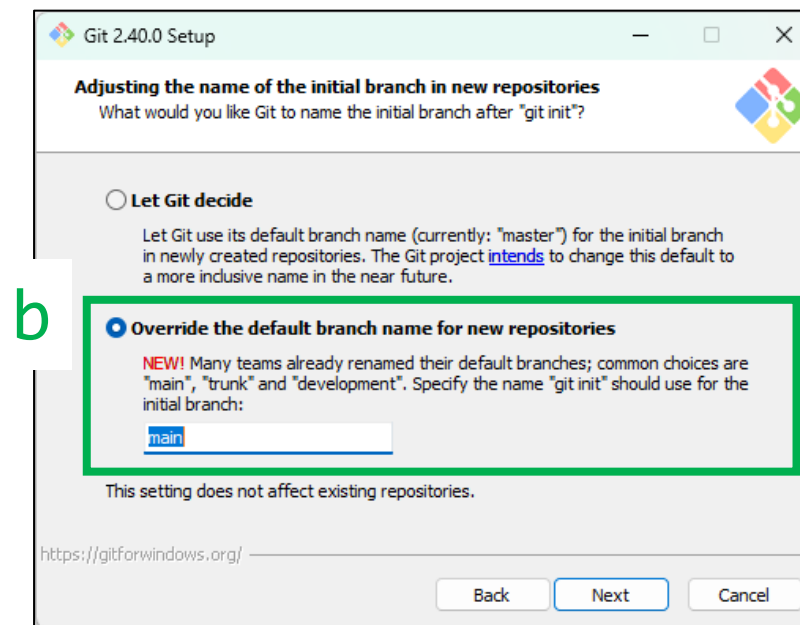 Git 2.40.0 Setup
Adjusting the name of the initial branch in new repositories
What would you like Git to name the initial branch after "git init"?
Let Git decide
Let Git use its default branch name (currently: "master") for the initial branch
in newly created repositories. The Git project intends to change this default to
a more inclusive name in the near future.
b
Override the default branch name for new repositories
NEW! Many teams already renamed their default branches; common choices are
"main", "trunk" and "development". Specify the name "git init" should use for the
initial branch:
main
This setting does not affect existing repositories.
https://gitforwindows.org/
Back
Next
Cancel